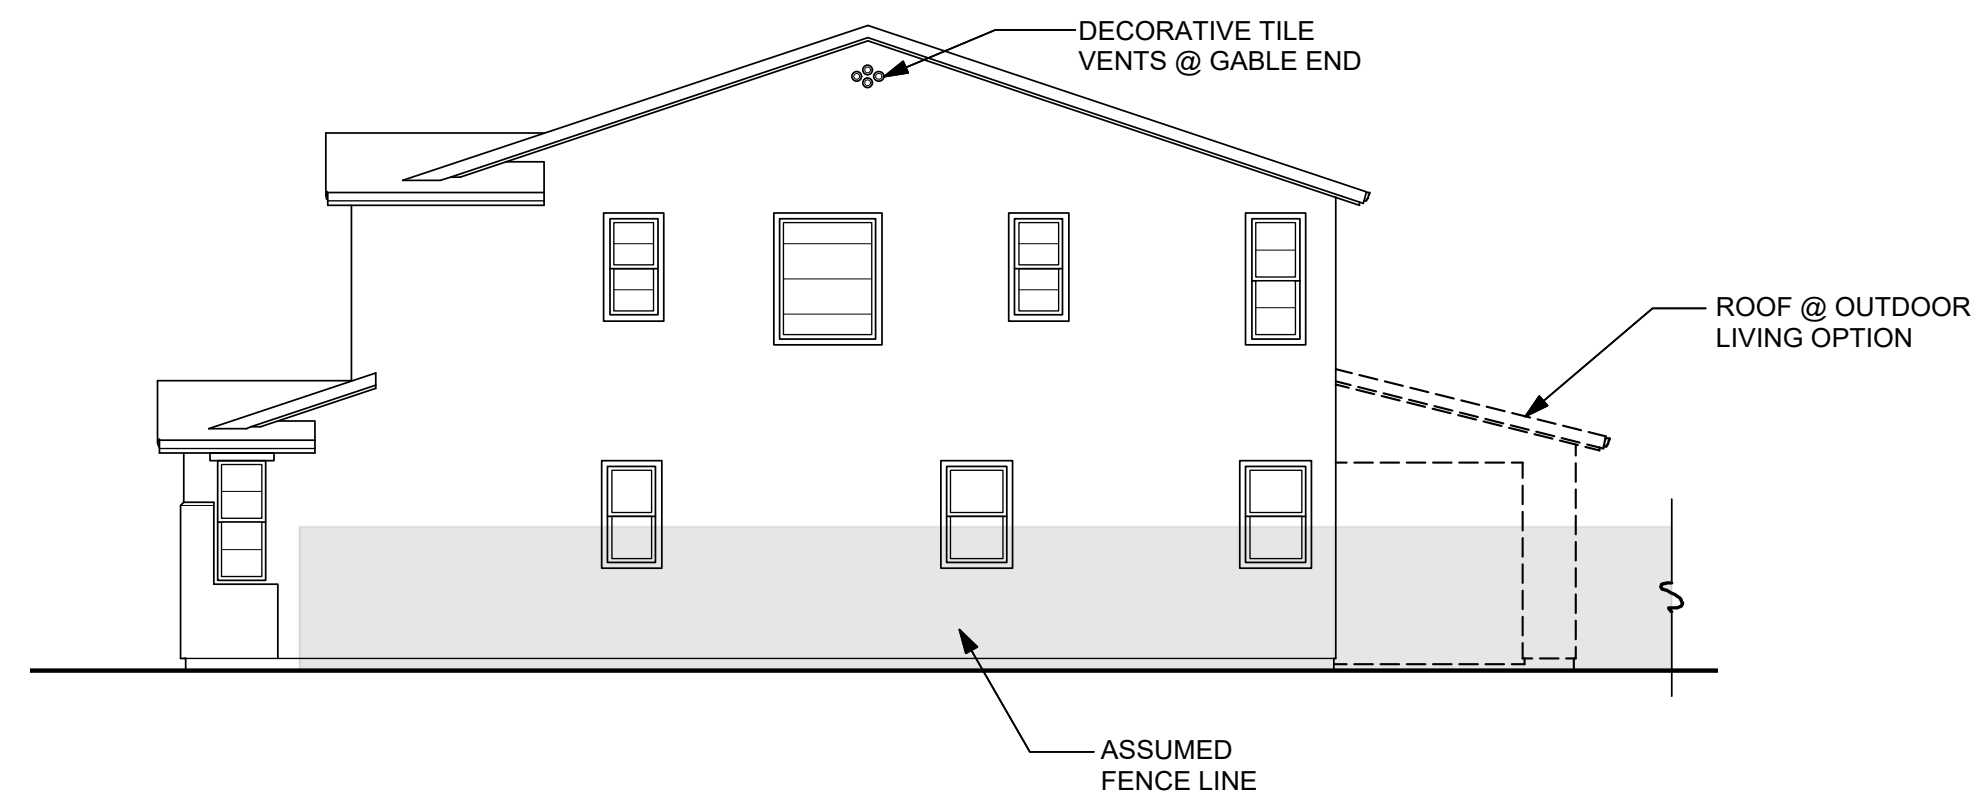 DECORATIVE TILE
VENTS @ GABLE END
ROOF @ OUTDOOR
LIVING OPTION
ASSUMED
FENCE LINE